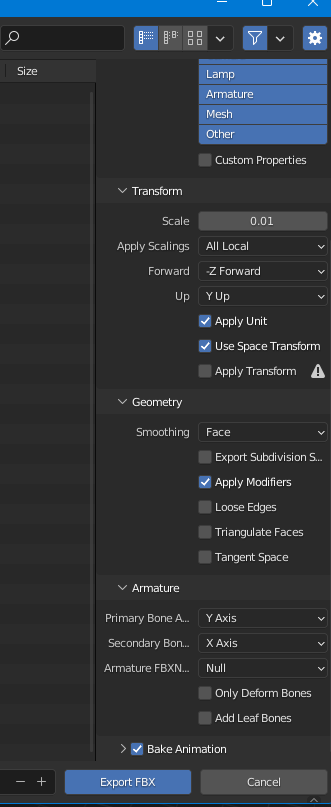 Size
Lamp
Armature
Mesh
Other
Custom Properties
Transform
Scale 0.01
Apply Scalings All Local
Forward -Z Forward
Up Y Up
Apply Unit
Use Space Transform
Apply Transform
Geometry
Smoothing Face
Export Subdivision S...
Apply Modifiers
Loose Edges
Triangulate Faces
Tangent Space
Armature
Primary Bone A... Y Axis
Secondary Bon... X Axis
Armature FBXN... Null
Only Deform Bones
Add Leaf Bones
Bake Animation
Export FBX Cancel